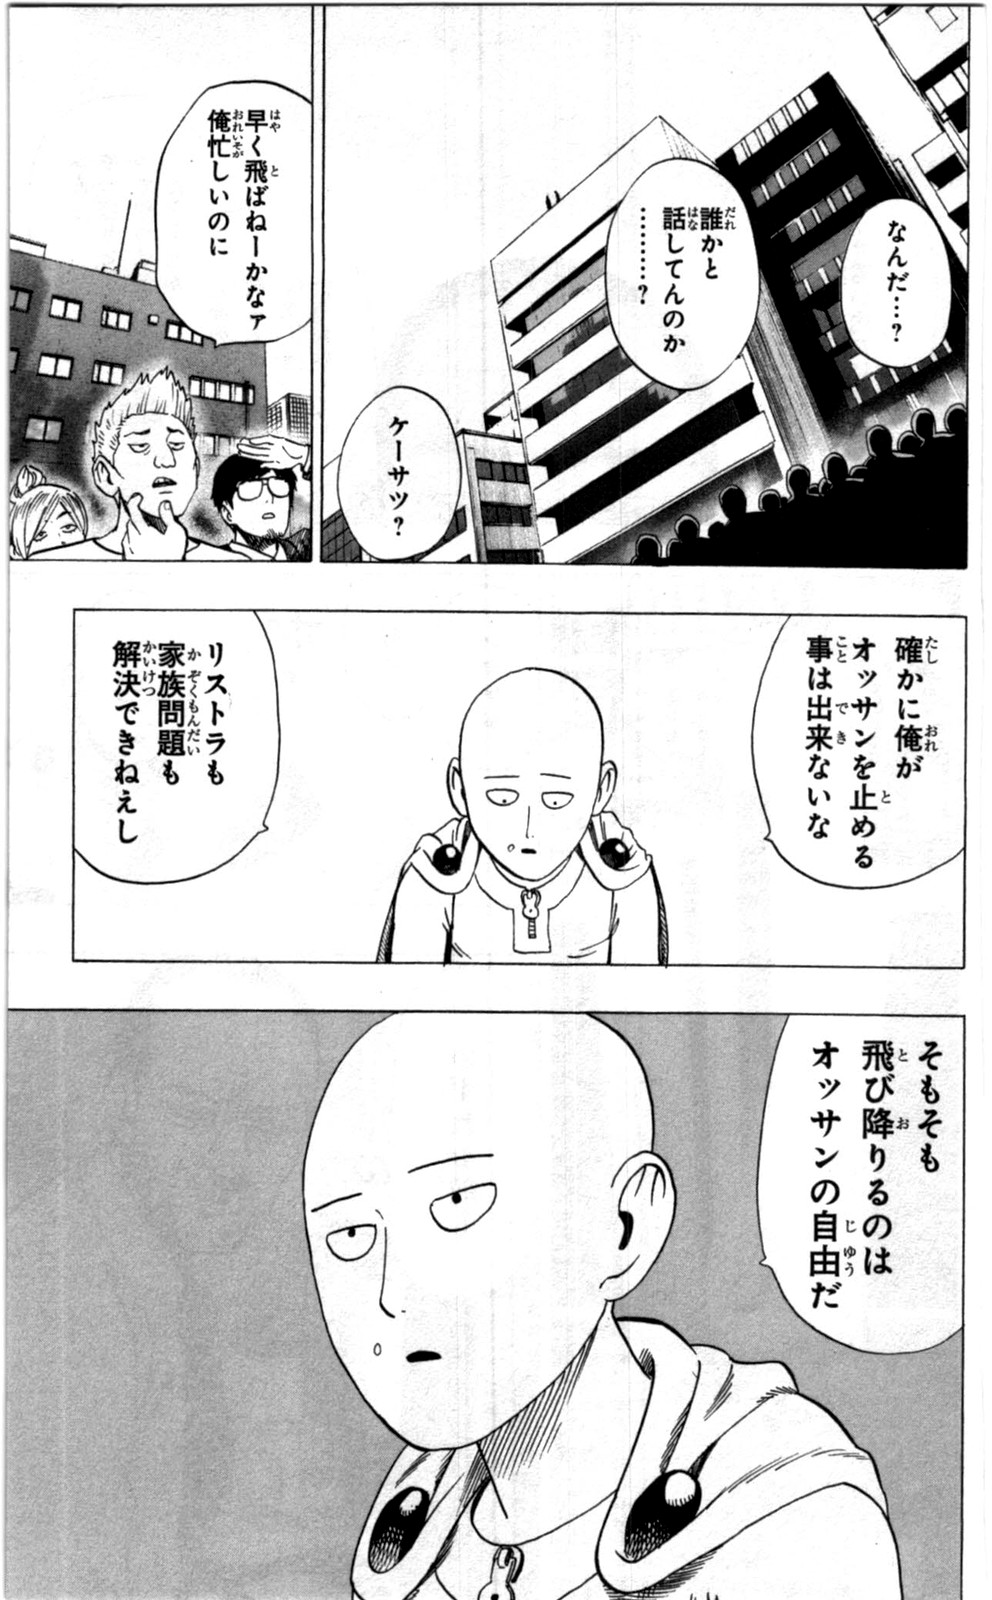 なんだ…?
誰かと
話してんのか
………?
ケーサツ?
早く飛ばねーかなァ
俺忙しいのに
確かに俺が
オッサンを止める
事は出来ないな
リストラも
家族問題も
解決できねえし
そもそも
飛び降りるのは
オッサンの自由だ